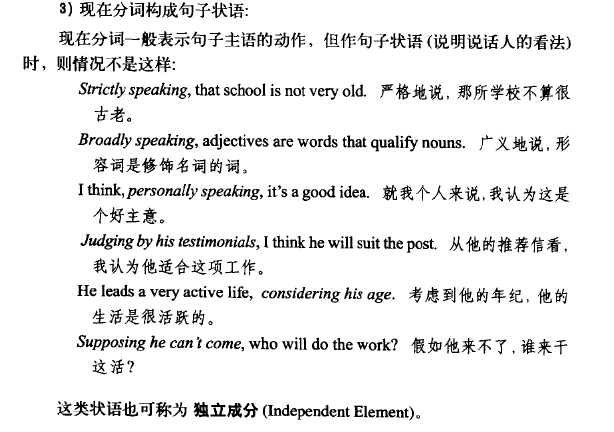 3) 现在分词构成句子状语:
现在分词一般表示句子主语的动作，但作句子状语 (说明说话人的看法)
时，则情况不是这样:
Strictly speaking, that school is not very old. 严格地说，那所学校不算很
古老。
Broadly speaking, adjectives are words that qualify nouns. 广义地说，形
容词是修饰名词的词。
I think, personally speaking, it's a good idea. 就我个人来说，我认为这是
个好主意。
Judging by his testimonials, I think he will suit the post. 从他的推荐信看，
我认为他适合这项工作。
He leads a very active life, considering his age. 考虑到他的年纪，他的
生活是很活跃的。
Supposing he can't come, who will do the work? 假如他来不了，谁来干
这活？
这类状语也可称为 独立成分 (Independent Element)。